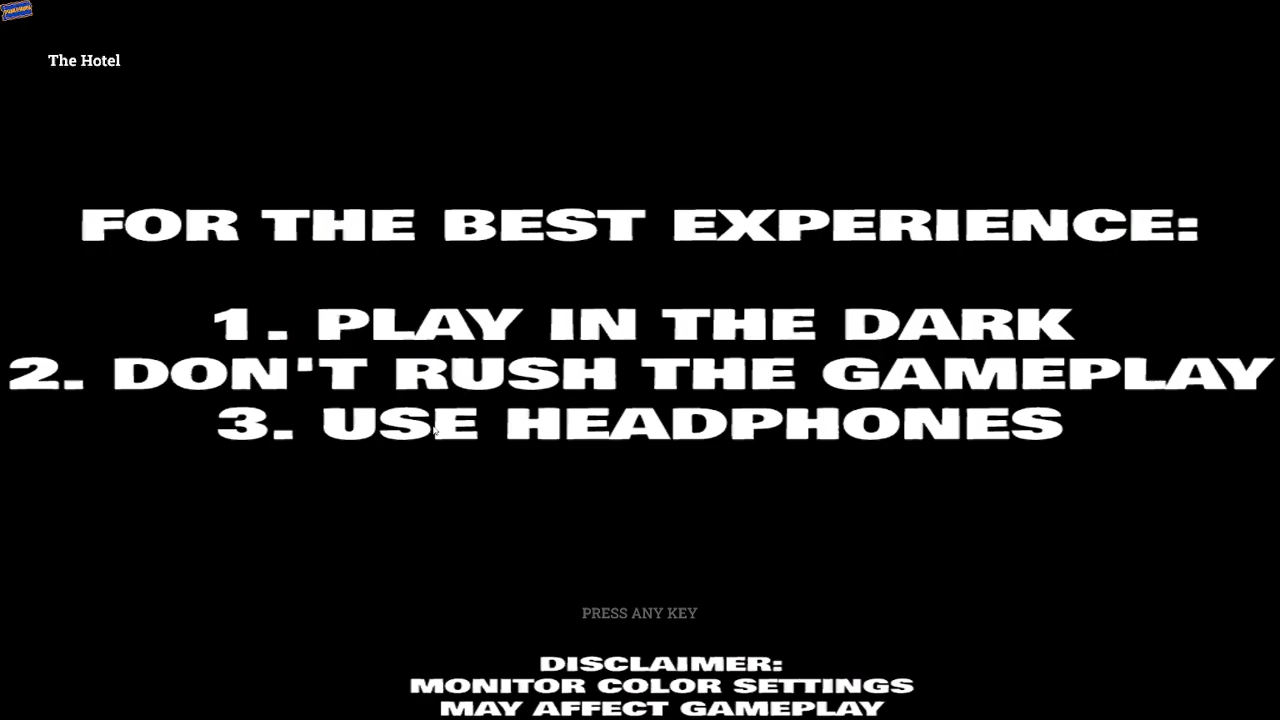 The Hotel
FOR THE BEST EXPERIENCE:
1. PLAY IN THE DARK
2. DON'T RUSH THE GAMEPLAY
3. USE HEADPHONES
PRESS ANY KEY
DISCLAIMER:
MONITOR COLOR SETTINGS
MAY AFFECT GAMEPLAY